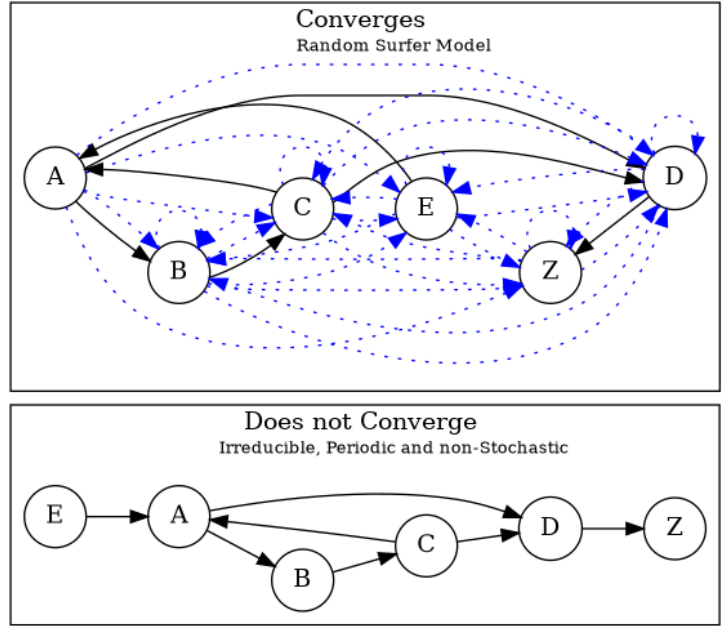 Converges
Random Surfer Model
A
C
E
D
B
Z
Does not Converge
Irreducible, Periodic and non-Stochastic
E
A
B
C
D
Z